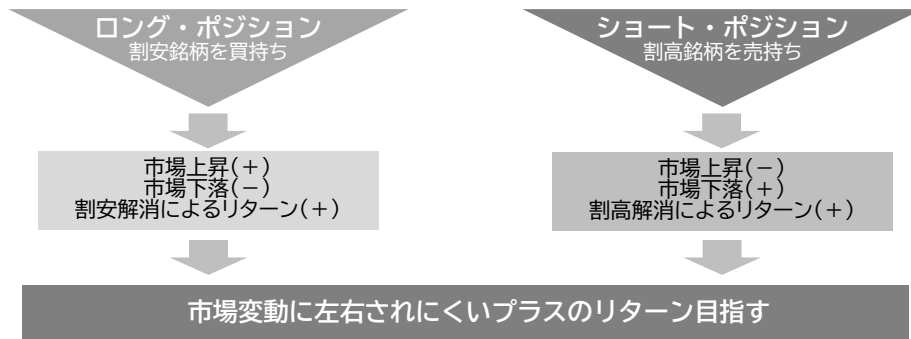 ロング・ポジション
割安銘柄を買持ち
市場上昇(＋)
市場下落(－)
割安解消によるリターン(＋)
ショート・ポジション
割高銘柄を売持ち
市場上昇(－)
市場下落(＋)
割高解消によるリターン(＋)
市場変動に左右されにくいプラスのリターン目指す